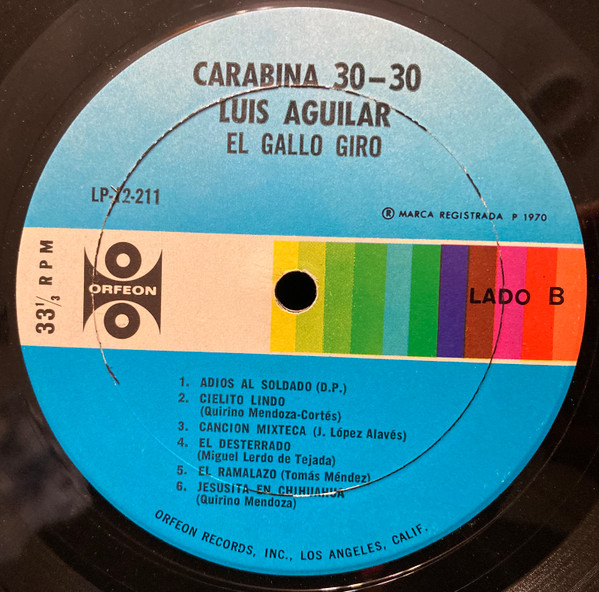 CARABINA 30-30
LUIS AGUILAR
EL GALLO GIRO
LP-12-211
® MARCA REGISTRADA P 1970
33 1/3 RPM
ORFEON
LADO B
1. ADIOS AL SOLDADO (D.P.)
2. CIELITO LINDO
(Quirino Mendoza-Cortés)
3. CANCION MIXTECA (J. López Alavés)
4. EL DESTERRADO
(Miguel Lerdo de Tejada)
5. EL RAMALAZO (Tomás Méndez)
6. JESUSITA EN CHIHUAHUA
(Quirino Mendoza)
ORFEON RECORDS, INC., LOS ANGELES, CALIF.